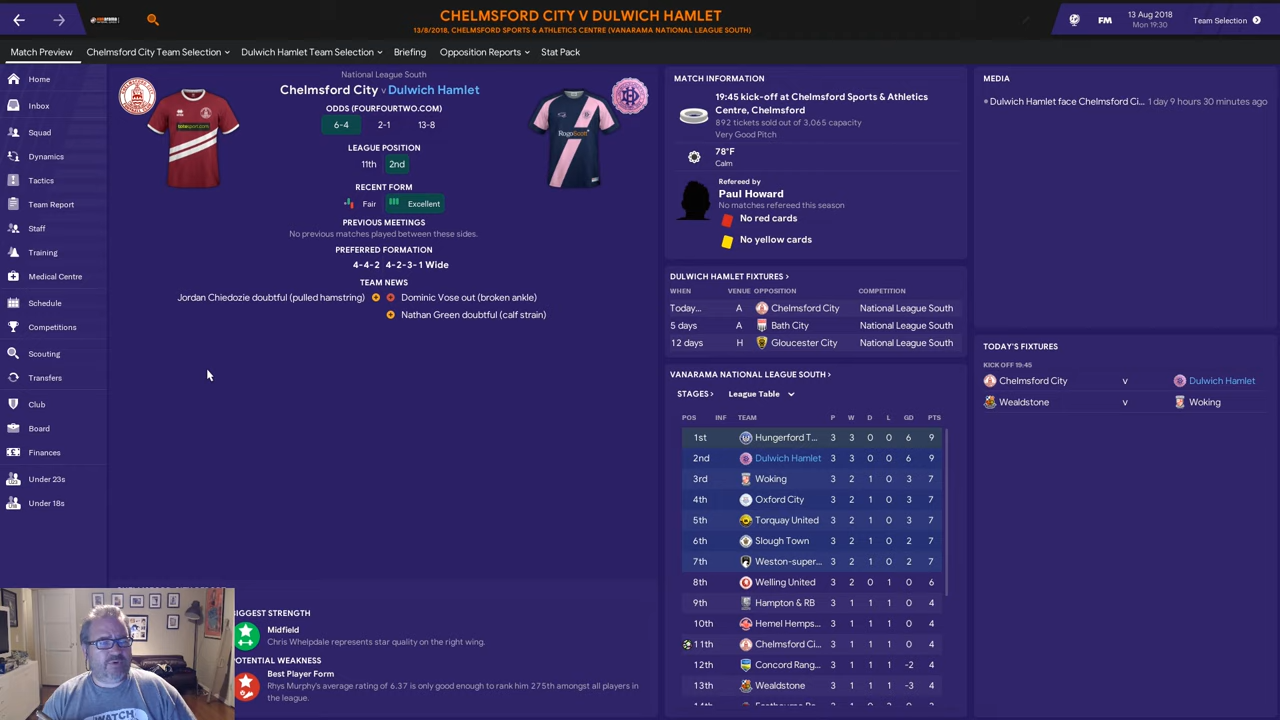 CHELMSFORD CITY V DULWICH HAMLET
13/8/2018, CHELMSFORD SPORTS & ATHLETICS CENTRE (VANARAMA NATIONAL LEAGUE SOUTH)
FM
13 Aug 2018
Mon 19:30
Team Selection
Match Preview
Chelmsford City Team Selection
Dulwich Hamlet Team Selection
Briefing
Opposition Reports
Stat Pack
Home
Inbox
Squad
Dynamics
Tactics
Team Report
Staff
Training
Medical Centre
Schedule
Competitions
Scouting
Transfers
Club
Board
Finances
Under 23s
Under 18s
National League South
Chelmsford City v Dulwich Hamlet
ODDS (FOURFOURTWO.COM)
6-4 2-1 13-8
LEAGUE POSITION
11th 2nd
RECENT FORM
Fair Excellent
PREVIOUS MEETINGS
No previous matches played between these sides.
PREFERRED FORMATION
4-4-2 4-2-3-1 Wide
TEAM NEWS
Jordan Chiedozie doubtful (pulled hamstring) Dominic Vose out (broken ankle)
Nathan Green doubtful (calf strain)
BIGGEST STRENGTH
Midfield
Chris Whelpdale represents star quality on the right wing.
POTENTIAL WEAKNESS
Best Player Form
Rhys Murphy's average rating of 6.37 is only good enough to rank him 275th amongst all players in
the league.
MATCH INFORMATION
19:45 kick-off at Chelmsford Sports & Athletics
Centre, Chelmsford
892 tickets sold out of 3,065 capacity
Very Good Pitch
78°F
Calm
Refereed by
Paul Howard
No matches refereed this season
No red cards
No yellow cards
DULWICH HAMLET FIXTURES >
WHEN VENUE OPPOSITION COMPETITION
Today... A Chelmsford City National League South
5 days A Bath City National League South
12 days H Gloucester City National League South
VANARAMA NATIONAL LEAGUE SOUTH >
STAGES > League Table
POS INF TEAM P W D L GD PTS
1st Hungerford T... 3 3 0 0 6 9
2nd Dulwich Hamlet 3 3 0 0 6 9
3rd Woking 3 2 1 0 3 7
4th Oxford City 3 2 1 0 3 7
5th Torquay United 3 2 1 0 3 7
6th Slough Town 3 2 1 0 2 7
7th Weston-super... 3 2 1 0 2 7
8th Welling United 3 2 0 1 0 6
9th Hampton & RB 3 1 1 1 0 4
10th Hemel Hemps... 3 1 1 1 0 4
11th Chelmsford Ci... 3 1 1 1 0 4
12th Concord Rang... 3 1 1 1 -2 4
13th Wealdstone 3 1 1 1 -3 4
MEDIA
Dulwich Hamlet face Chelmsford Ci... 1 day 9 hours 30 minutes ago
TODAY'S FIXTURES
KICK OFF 19:45
Chelmsford City v Dulwich Hamlet
Wealdstone v Woking